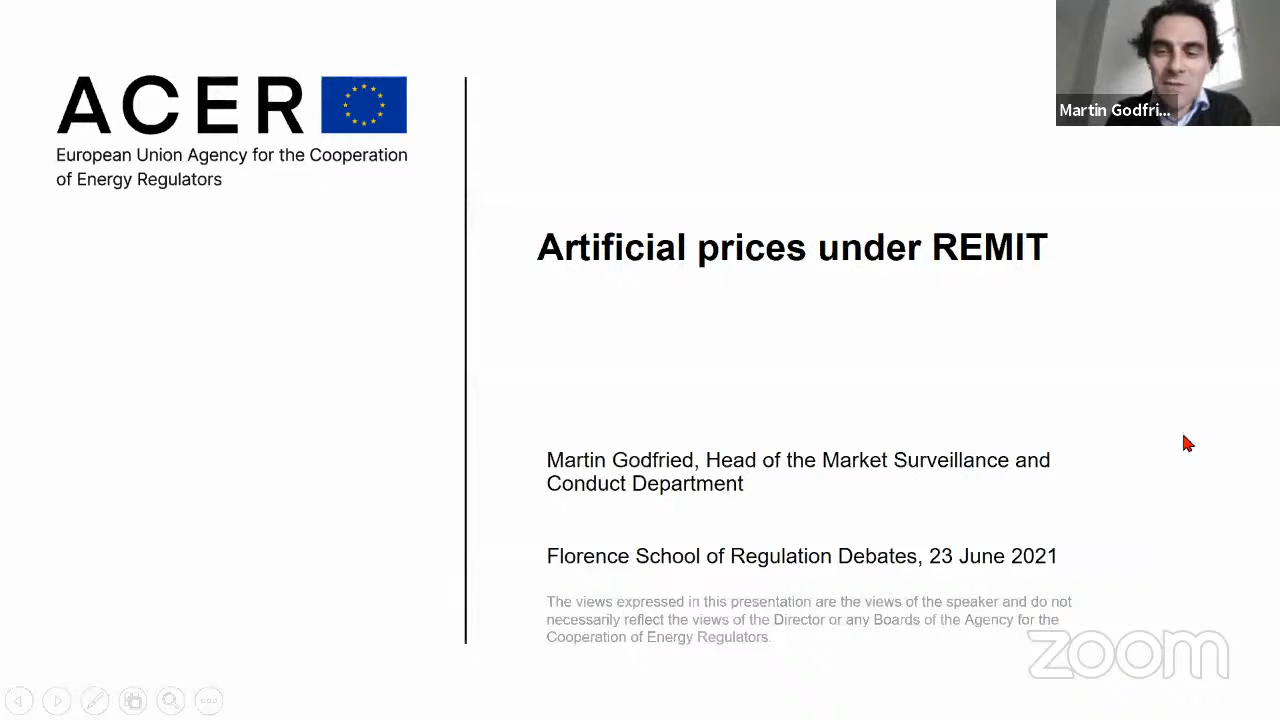 ACER
European Union Agency for the Cooperation
of Energy Regulators
Martin Godfri...
Artificial prices under REMIT
Martin Godfried, Head of the Market Surveillance and
Conduct Department
Florence School of Regulation Debates, 23 June 2021
The views expressed in this presentation are the views of the speaker and do not
necessarily reflect the views of the Director or any Boards of the Agency for the
Cooperation of Energy Regulators.
zoom